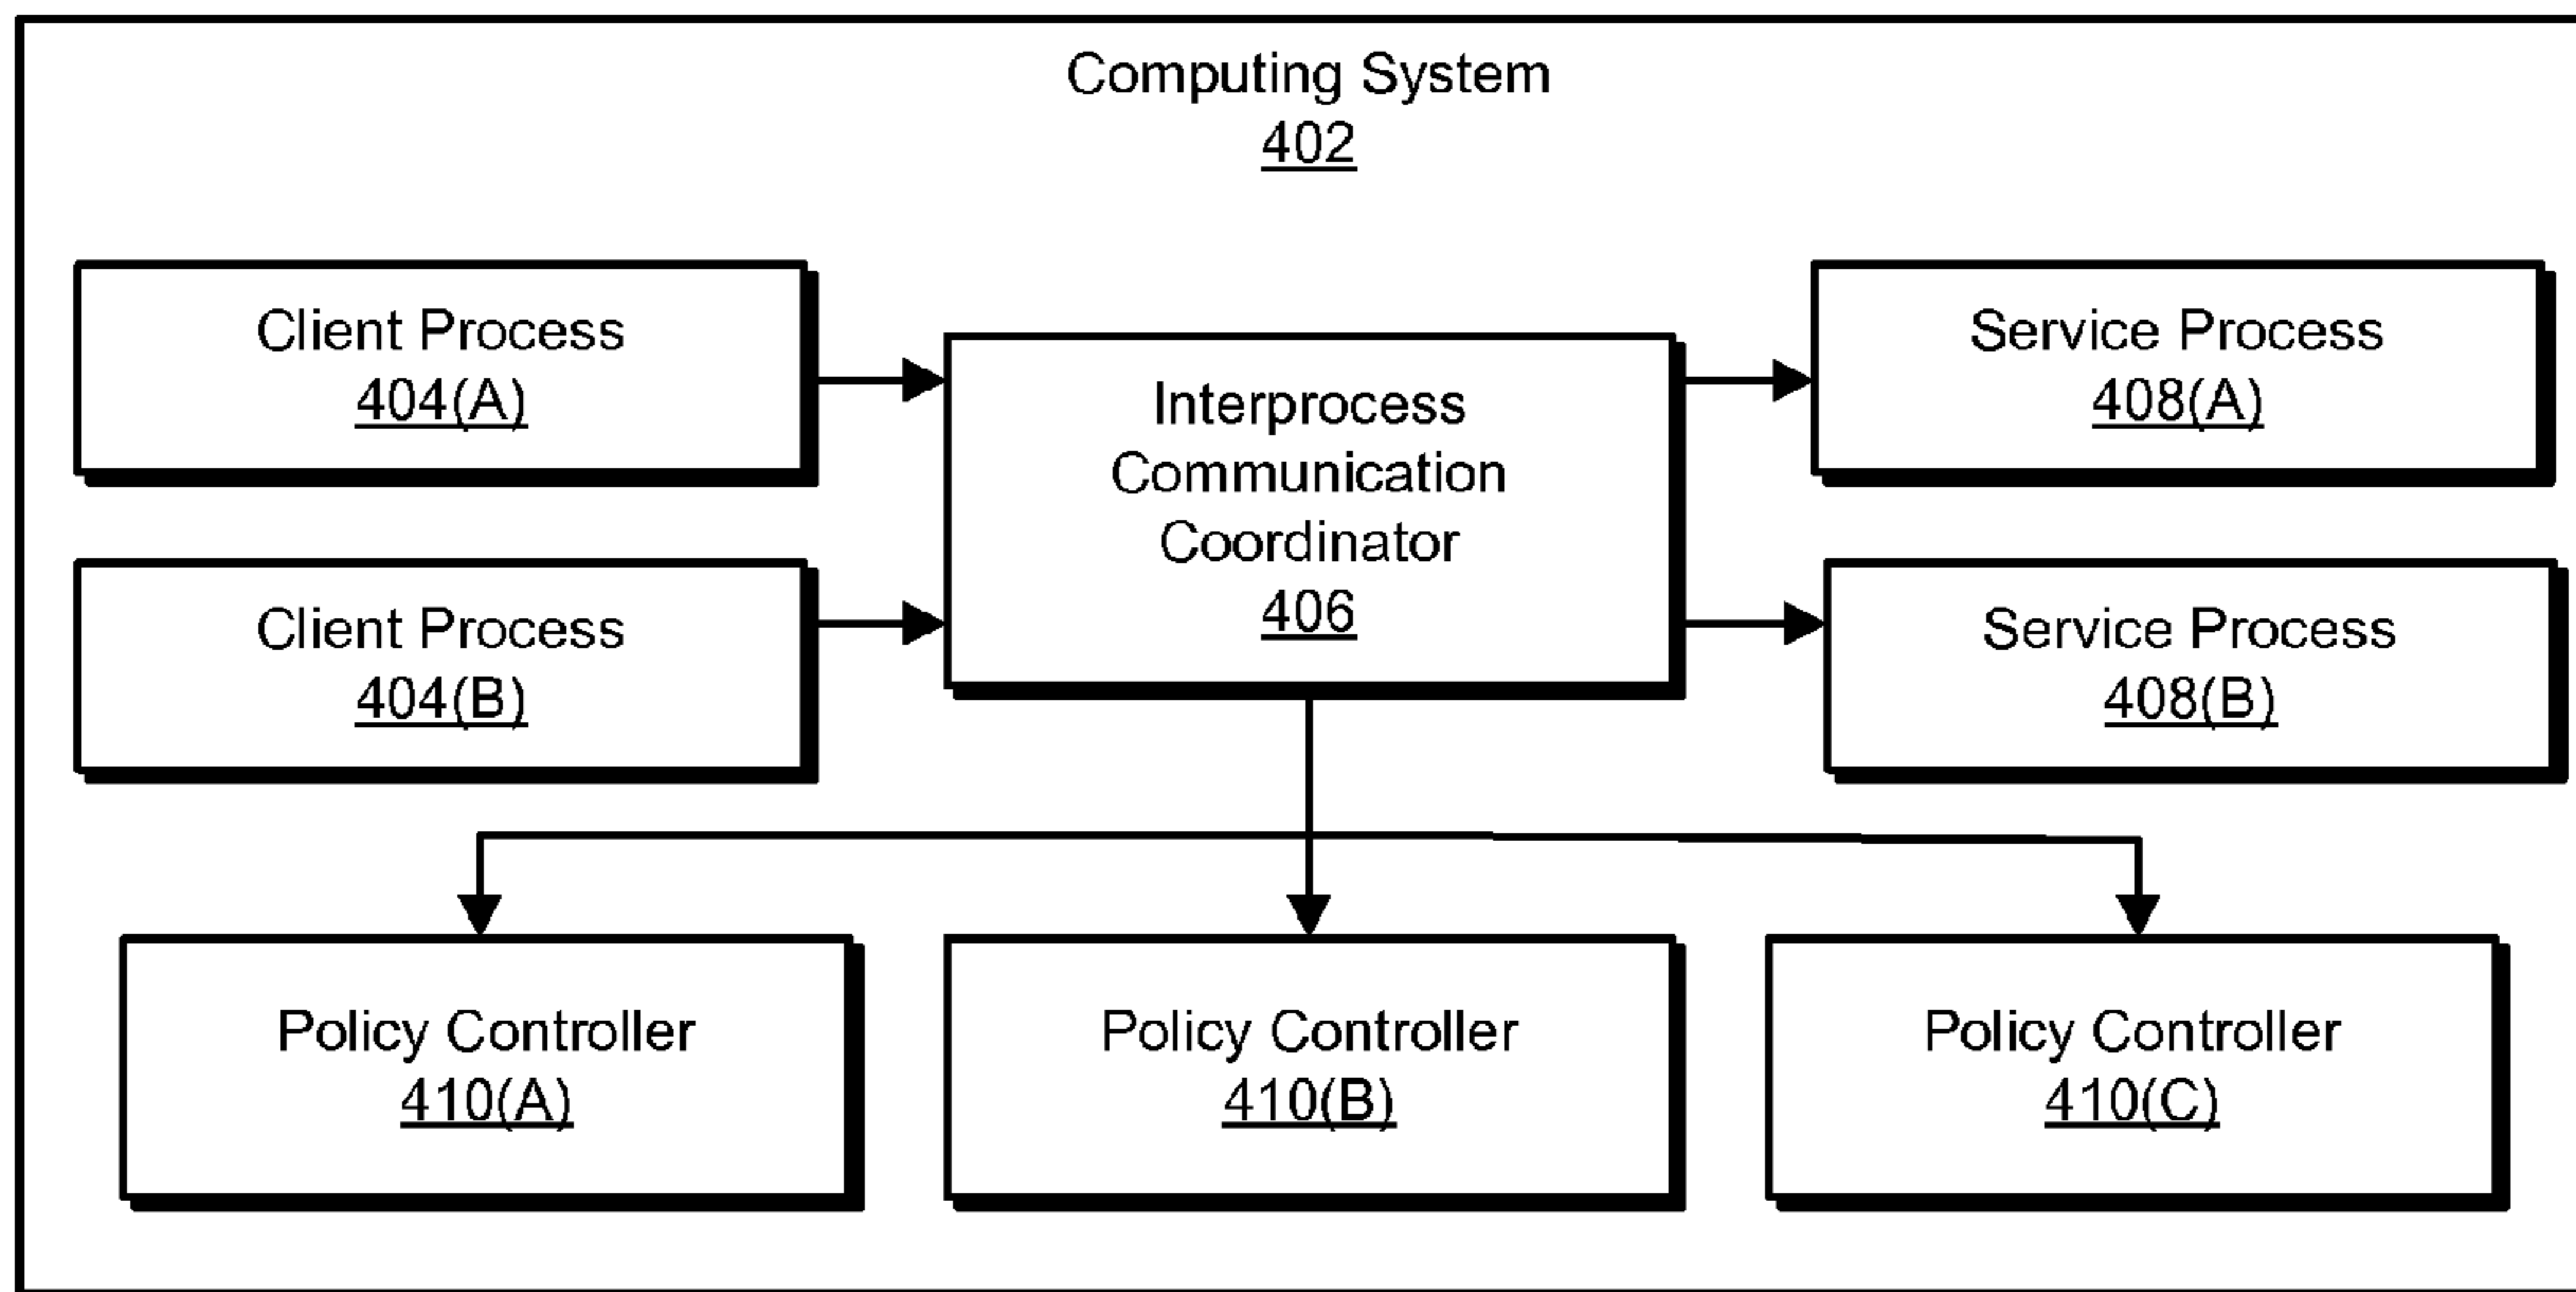 Computing System
402
Client Process
404(A)
Client Process
404(B)
Interprocess
Communication
Coordinator
406
Service Process
408(A)
Service Process
408(B)
Policy Controller
410(A)
Policy Controller
410(B)
Policy Controller
410(C)